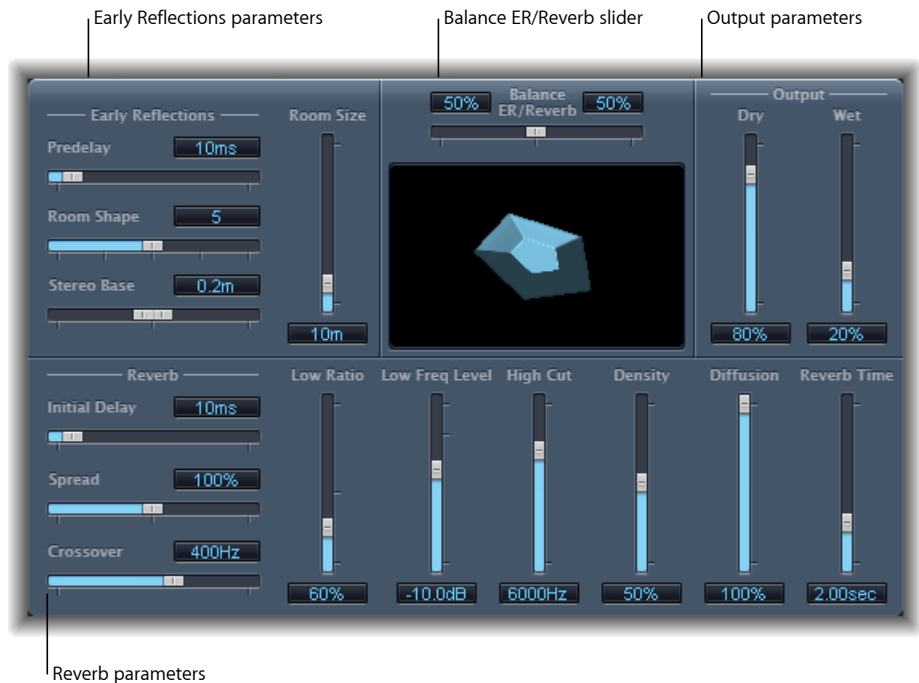 Early Reflections parameters
Balance ER/Reverb slider
Output parameters
Early Reflections
Predelay 10ms
Room Shape 5
Stereo Base 0.2m
Room Size
10m
50% Balance ER/Reverb 50%
Output
Dry Wet
80% 20%
Reverb
Initial Delay 10ms
Spread 100%
Crossover 400Hz
Low Ratio Low Freq Level High Cut Density Diffusion Reverb Time
60% -10.0dB 6000Hz 50% 100% 2.00sec
Reverb parameters